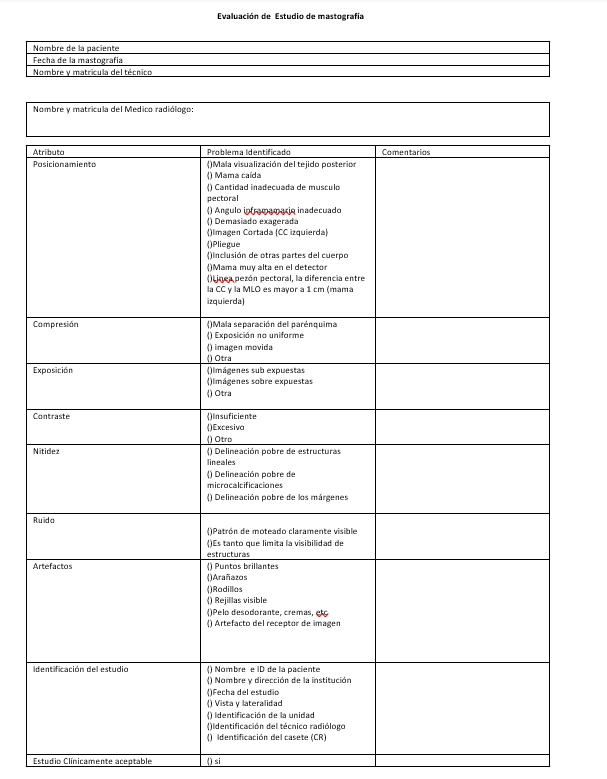 Evaluación de Estudio de mastografía
Nombre de la paciente
Fecha de la mastografía
Nombre y matricula del técnico
Nombre y matricula del Medico radiólogo:
Atributo Problema Identificado Comentarios
Posicionamiento ()Mala visualización del tejido posterior
() Mama caída
() Cantidad inadecuada de musculo
pectoral
() Angulo inframamario inadecuado
() Demasiado exagerada
()Imagen Cortada (CC izquierda)
()Pliegue
()Inclusión de otras partes del cuerpo
()Mama muy alta en el detector
()Linea pezón pectoral, la diferencia entre
la CC y la MLO es mayor a 1 cm (mama
izquierda)
Compresión ()Mala separación del parénquima
() Exposición no uniforme
() imagen movida
() Otra
Exposición ()Imágenes sub expuestas
()Imágenes sobre expuestas
() Otra
Contraste ()Insuficiente
()Excesivo
() Otro
Nitidez () Delineación pobre de estructuras
lineales
() Delineación pobre de
microcalcificaciones
() Delineación pobre de los márgenes
Ruido
()Patrón de moteado claramente visible
()Es tanto que limita la visibilidad de
estructuras
Artefactos () Puntos brillantes
()Arañazos
()Rodillos
() Rejillas visible
()Pelo desodorante, cremas, etc
() Artefacto del receptor de imagen
Identificación del estudio () Nombre e ID de la paciente
() Nombre y dirección de la institución
()Fecha del estudio
() Vista y lateralidad
() Identificación de la unidad
()Identificación del técnico radiólogo
() Identificación del casete (CR)
Estudio Clínicamente aceptable () si